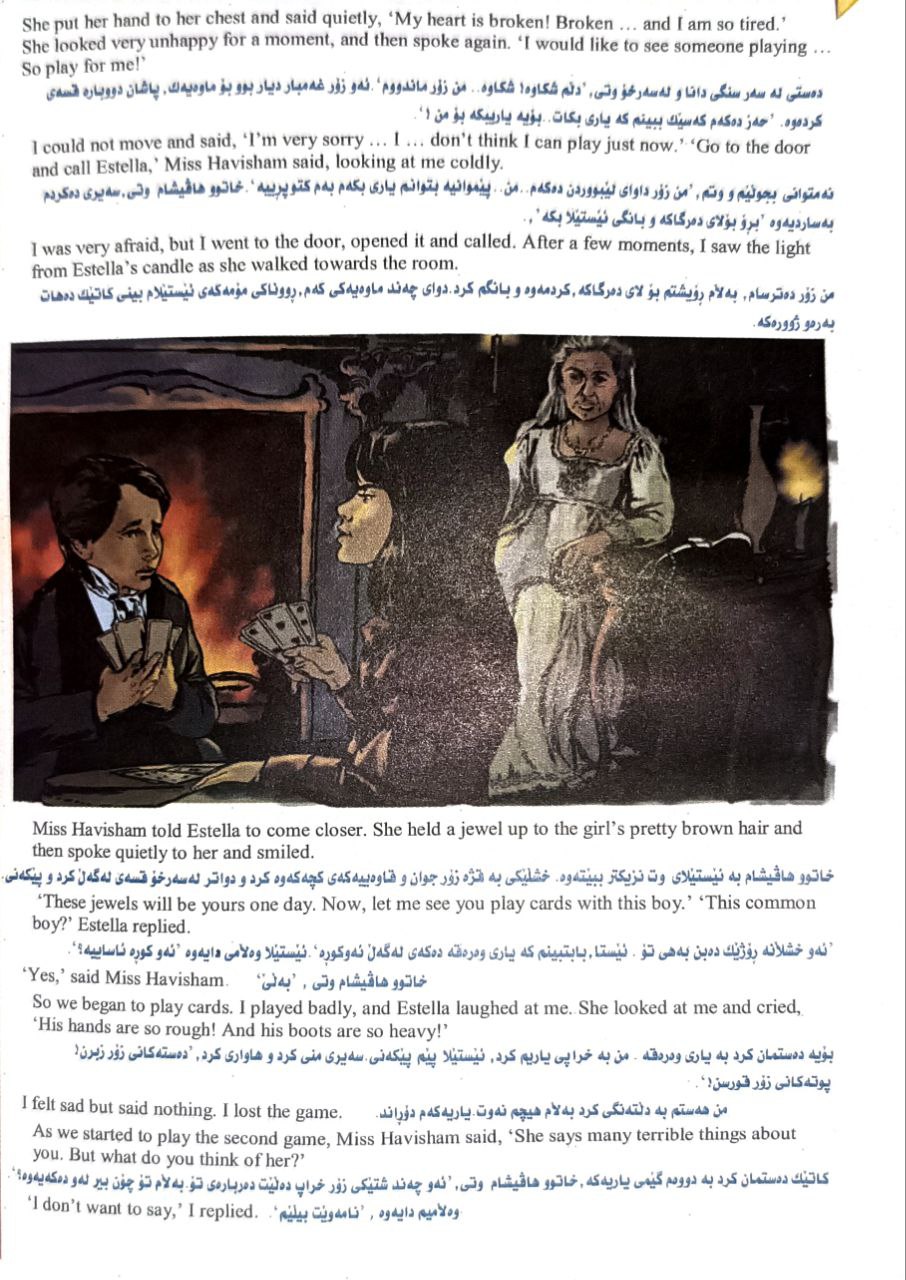 She put her hand to her chest and said quietly, ‘My heart is broken! Broken … and I am so tired.’
She looked very unhappy for a moment, and then spoke again. ‘I would like to see someone playing …
So play for me!’
دەستی لە سەر سنگی دانا و لەسەرخۆ وتی, ’دڵم شکاوە! شکاوە.. من زۆر ماندووم‘. ئەو زۆر غەمبار دیار بوو بۆ ماوەیەك, پاشان دووبارە قسەی
کردەوە. ’حەز دەکەم کەسێك ببینم کە یاری بکات..بۆیە یاریبکە بۆ من !‘.
I could not move and said, ‘I’m very sorry … I … don’t think I can play just now.’ ‘Go to the door
and call Estella,’ Miss Havisham said, looking at me coldly.
نەمتوانی بجوڵێم و وتم, ’من زۆر داوای لێبووردن دەکەم..من.. پێموانیە بتوانم یاری بکەم بەم کتوپرییە‘. خاتوو هاڤیشام وتی,سەیری دەکردم
بەساردیەوە ’برۆ بۆلای دەرگاکە و بانگی ئێستێلا بکە‘,.
I was very afraid, but I went to the door, opened it and called. After a few moments, I saw the light
from Estella’s candle as she walked towards the room.
من زۆر دەترسام, بەڵام رۆیشتم بۆ لای دەرگاکە,کردمەوە و بانگم کرد.دوای چەند ماوەیەکی کەم,رووناکی مۆمەکەی ئێستێلام بینی کاتێك دەهات
بەرەو ژوورەکە.
Miss Havisham told Estella to come closer. She held a jewel up to the girl’s pretty brown hair and
then spoke quietly to her and smiled.
خاتوو هاڤیشام بە ئێستێلای وت نزیکتر ببێتەوە. خشڵێکی بە قژە زۆر جوان و قاوەییەکەی کچەکەوە کرد و دواتر لەسەرخۆ قسەی لەگەڵ کرد و پێکەنی.
‘These jewels will be yours one day. Now, let me see you play cards with this boy.’ ‘This common
boy?’ Estella replied.
’ئەو خشڵانە رۆژێك دەبن بەهی تۆ . ئێستا,بابتبینم کە یاری وەرەقە دەکەی لەگەڵ ئەوکورە‘.ئێستێلا وەڵامی دایەوە ’ئەو کورە ئاساییە؟‘.
‘Yes,’ said Miss Havisham. خاتوو هاڤیشام وتی , ’بەڵێ‘
So we began to play cards. I played badly, and Estella laughed at me. She looked at me and cried,
‘His hands are so rough! And his boots are so heavy!’
بۆیە دەستمان کرد بە یاری وەرەقە . من بە خراپی یاریم کرد, ئێستێلا پێم پێکەنی.سەیری منی کرد و هاواری کرد,’دەستەکانی زۆر زبرن!
پوتەکانی زۆر قورسن!‘.
I felt sad but said nothing. I lost the game. من هەستم بە دڵتەنگی کرد بەڵام هیچم نەوت.یاریەکەم دۆراند.
As we started to play the second game, Miss Havisham said, ‘She says many terrible things about
you. But what do you think of her?’
کاتێك دەستمان کرد بە دووەم گێمی یاریەکە,خاتوو هاڤیشام وتی,’ئەو چەند شتێکی زۆر خراپ دەڵێت دەربارەی تۆ.بەڵام تۆ چۆن بیر لەو دەکەیەوە؟‘.
‘I don’t want to say,’ I replied. وەڵامیم دایەوە , ’نامەوێت بیڵێم‘.